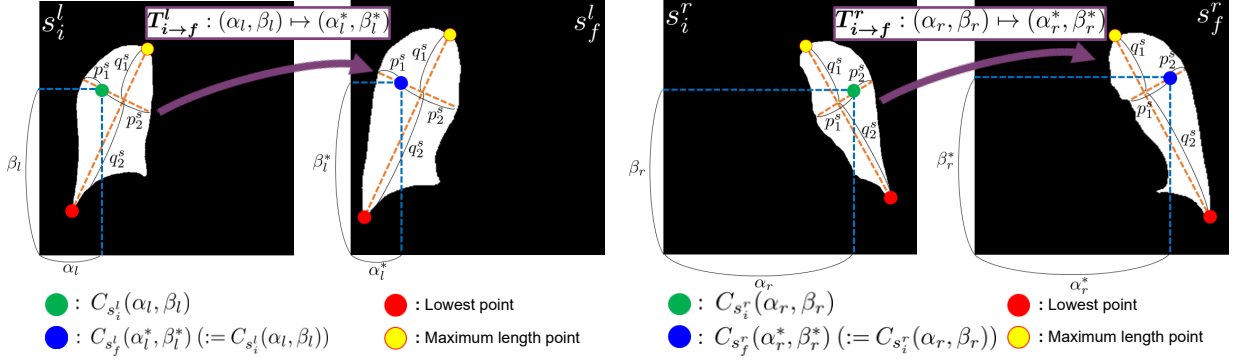 s_i^l
T_{i→f}^l : (α_l, β_l) ↦ (α_l^*, β_l^*)
s_f^l
p_1^s
q_1^s
p_2^s
q_2^s
β_l
α_l
p_1^s
q_1^s
p_2^s
q_2^s
β_l^*
α_l^*
: C_{s_i^l}(α_l, β_l)
: Lowest point
: C_{s_f^l}(α_l^*, β_l^*) (:= C_{s_i^l}(α_l, β_l))
: Maximum length point
s_i^r
T_{i→f}^r : (α_r, β_r) ↦ (α_r^*, β_r^*)
s_f^r
q_1^s
p_2^s
p_1^s
q_2^s
β_r
α_r
q_1^s
p_2^s
p_1^s
q_2^s
β_r^*
α_r^*
: C_{s_i^r}(α_r, β_r)
: Lowest point
: C_{s_f^r}(α_r^*, β_r^*) (:= C_{s_i^r}(α_r, β_r))
: Maximum length point